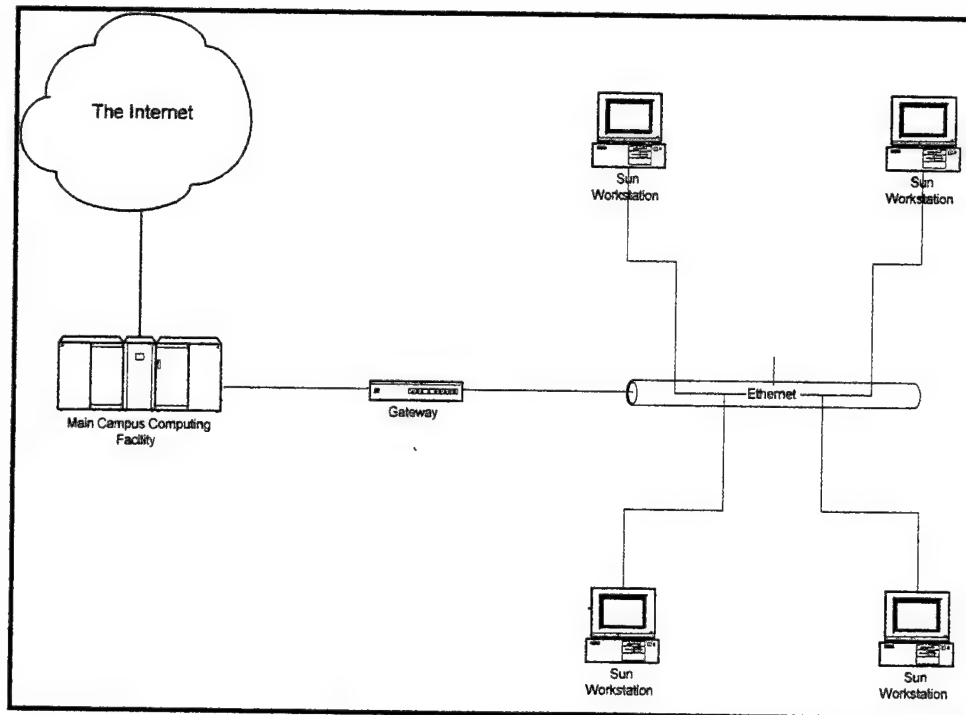 The Internet
Sun
Workstation
Sun
Workstation
Main Campus Computing
Facility
Gateway
Ethernet
Sun
Workstation
Sun
Workstation